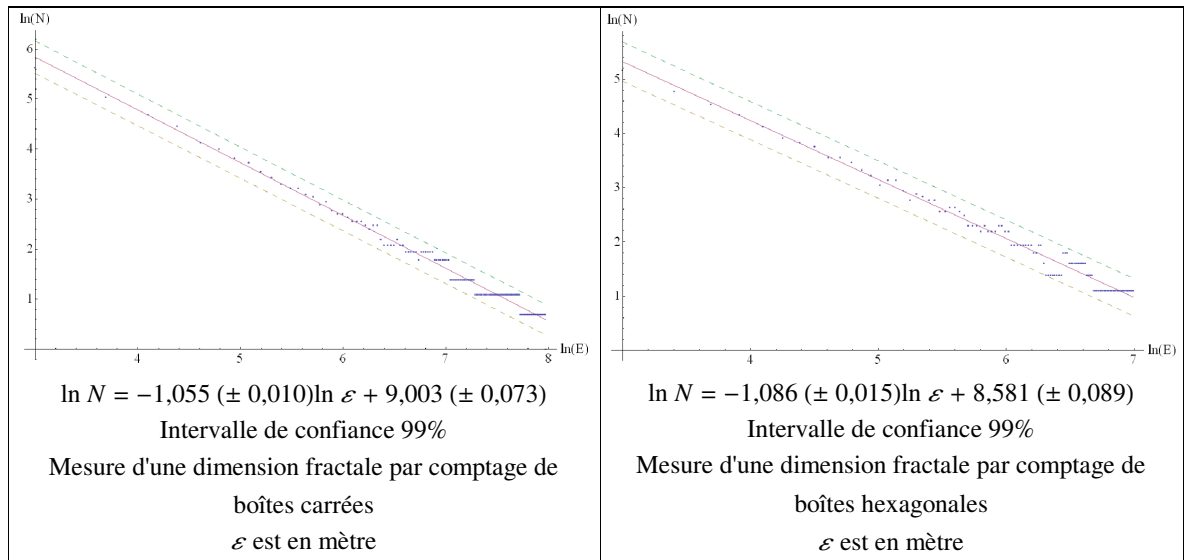 ln(N)
6
5
4
3
2
1
4
5
6
7
8
ln(E)
ln N = −1,055 (± 0,010)ln ε + 9,003 (± 0,073)
Intervalle de confiance 99%
Mesure d'une dimension fractale par comptage de
boîtes carrées
ε est en mètre
ln(N)
5
4
3
2
1
4
5
6
7
ln(E)
ln N = −1,086 (± 0,015)ln ε + 8,581 (± 0,089)
Intervalle de confiance 99%
Mesure d'une dimension fractale par comptage de
boîtes hexagonales
ε est en mètre